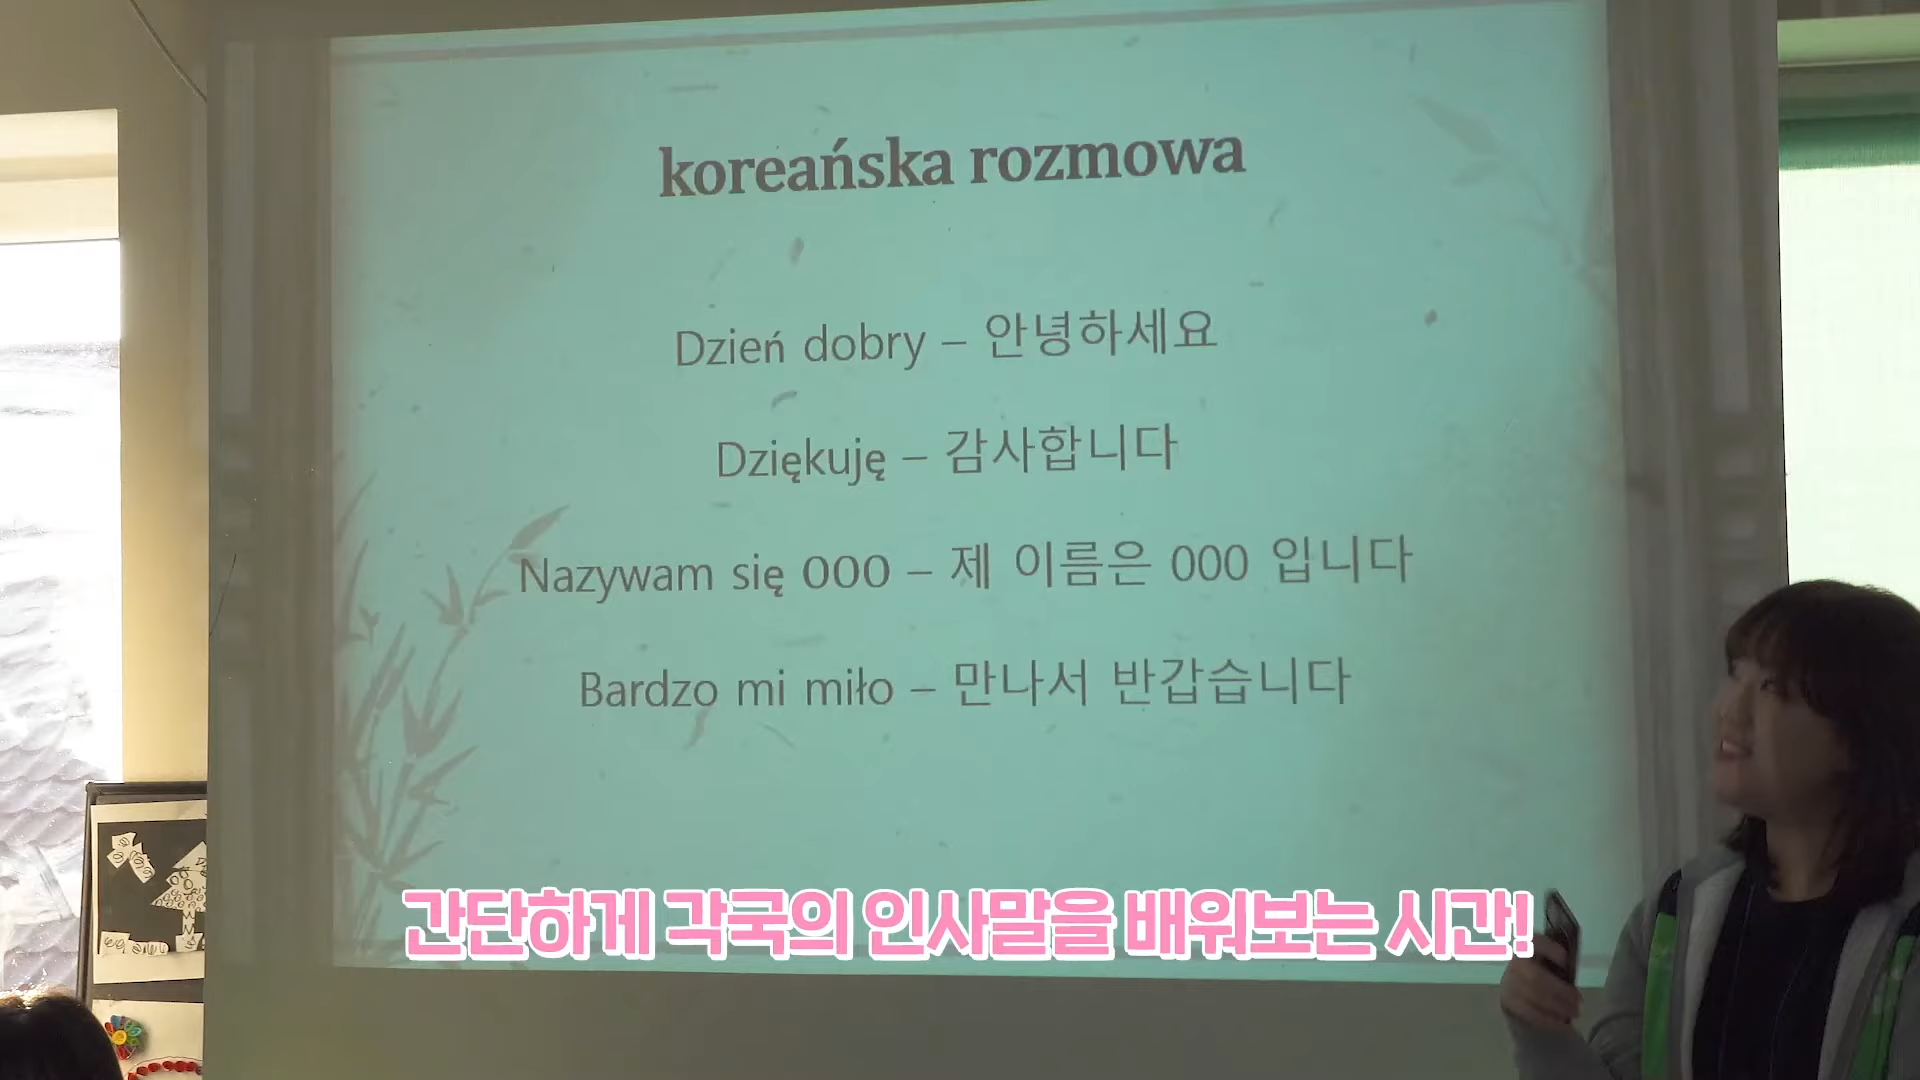 koreańska rozmowa
Dzień dobry – 안녕하세요
Dziękuję – 감사합니다
Nazywam się OOO – 제 이름은 OOO 입니다
Bardzo mi miło – 만나서 반갑습니다
간단하게 각국의 인사말을 배워보는 시간!